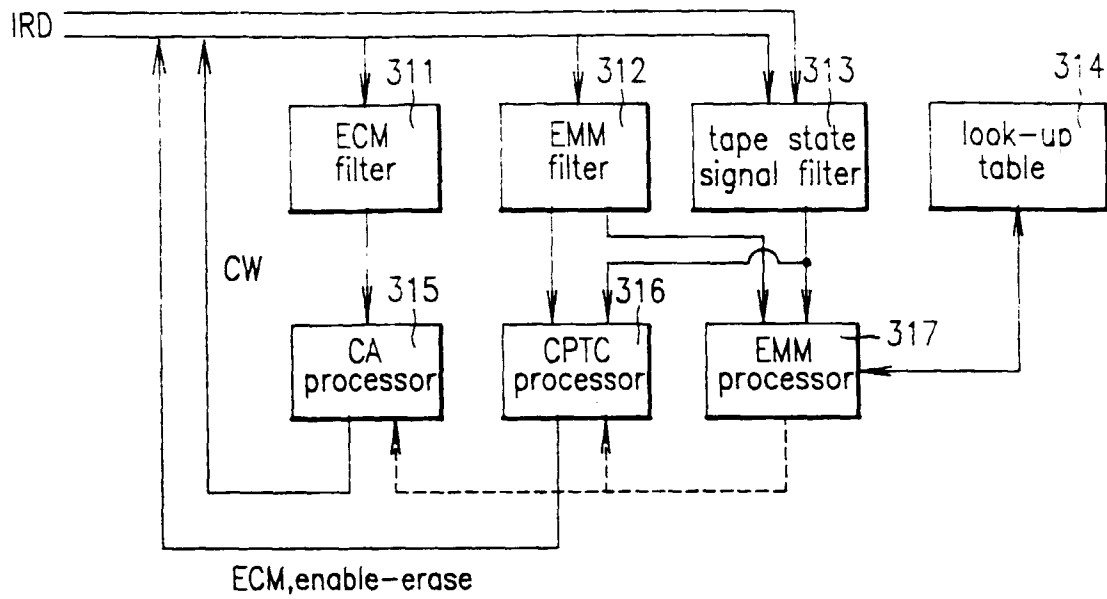 IRD
311
312
313
314
ECM
filter
EMM
filter
tape state
signal filter
look-up
table
CW
315
316
317
CA
processor
CPTC
processor
EMM
processor
ECM,enable-erase